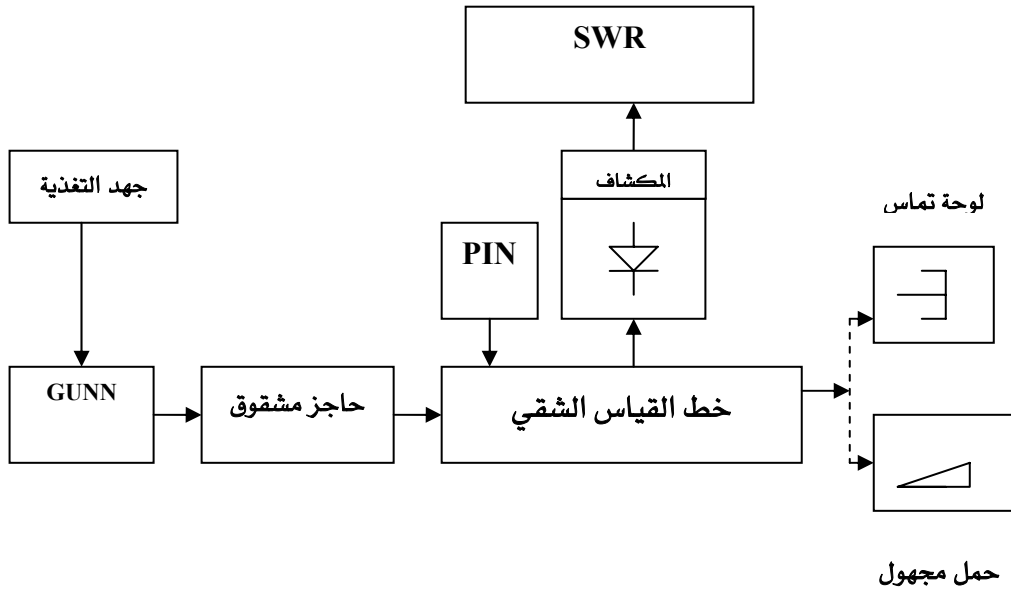 SWR
جهد التغذية
المكشاف
لوحة تماس
PIN
GUNN
حاجز مشقوق
خط القياس الشقي
حمل مجهول